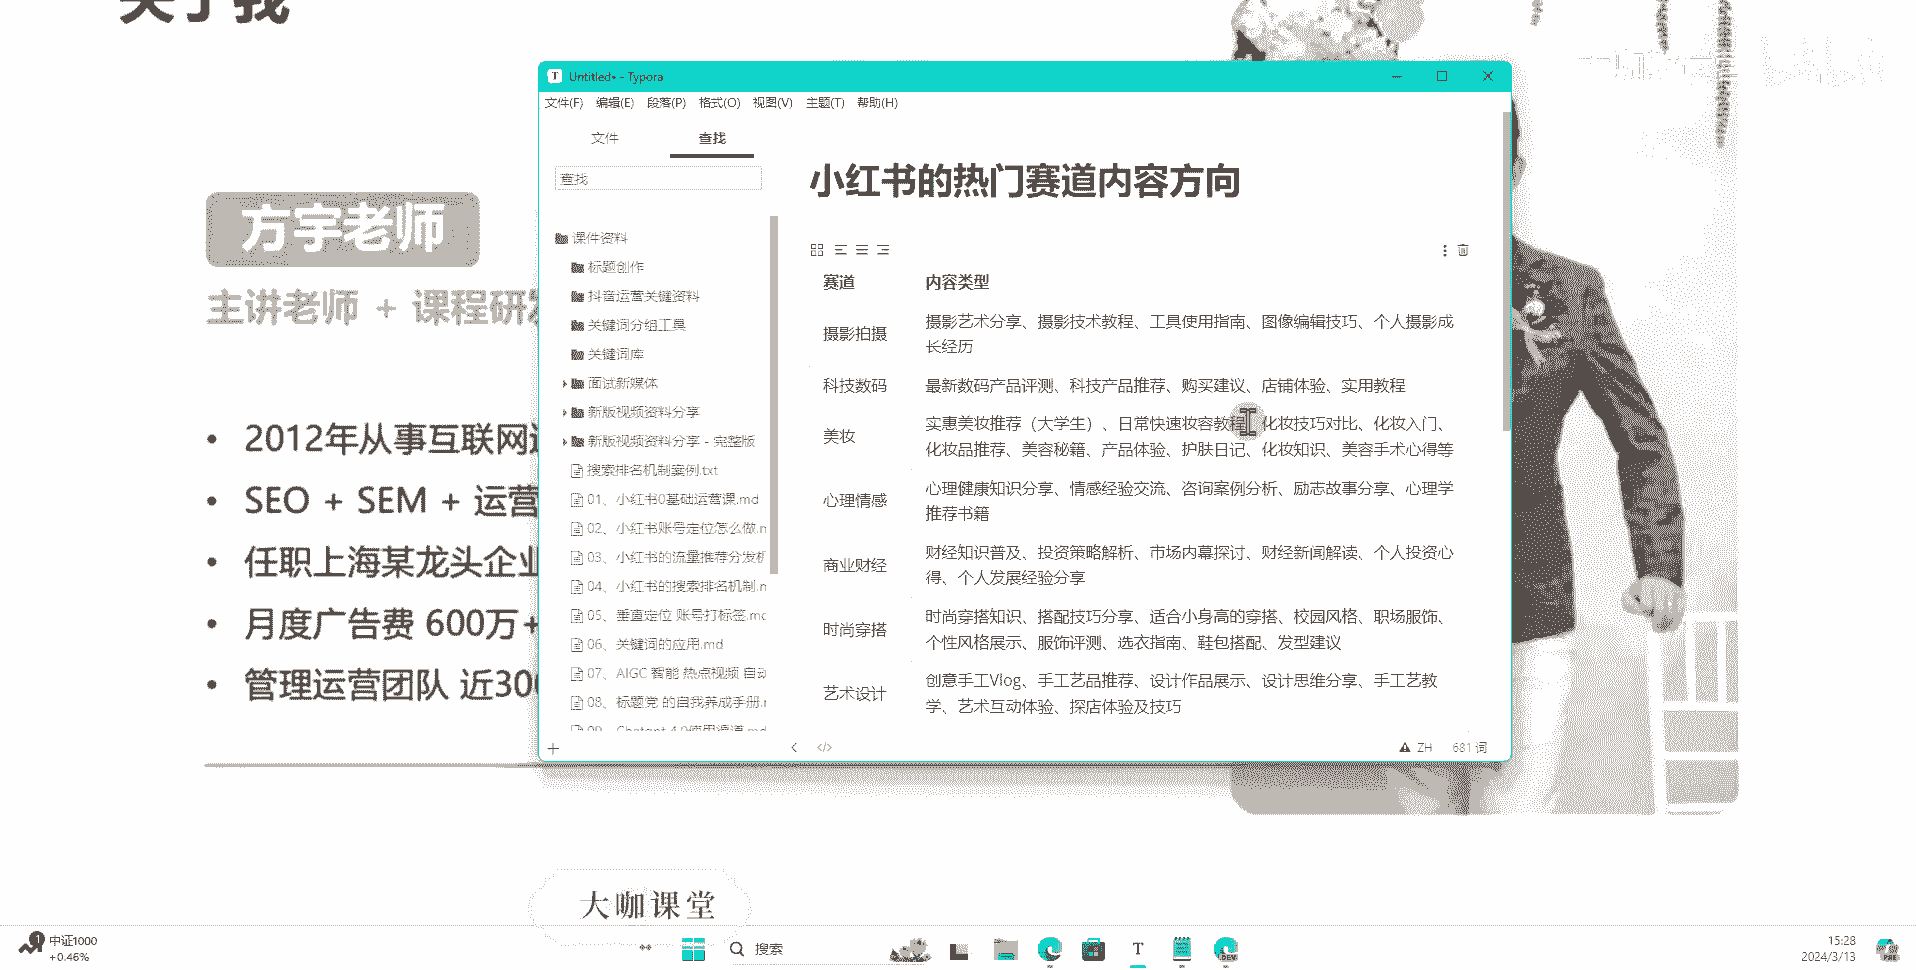 关于我
方宇老师
主讲老师 + 课程研发
2012年从事互联网
SEO + SEM + 运营
任职上海某龙头企业
月度广告费 600万+
管理运营团队 近300
Untitled• - Typora
文件(F) 编辑(E) 段落(P) 格式(O) 视图(V) 主题(T) 帮助(H)
文件 查找
查找
课件资料
标题创作
抖音运营关键资料
关键词分组工具
关键词库
面试新媒体
新版视频资料分享
新版视频资料分享 - 完整版
搜索排名机制案例.txt
01、小红书0基础运营课.md
02、小红书账号定位怎么做.m
03、小红书的流量推荐分发机
04、小红书的搜索排名机制.m
05、垂直定位 账号打标签.md
06、关键词的应用.md
07、AIGC 智能 热点视频 自动
08、标题党 的自我养成手册.m
小红书的热门赛道内容方向
赛道 内容类型
摄影拍摄 摄影艺术分享、摄影技术教程、工具使用指南、图像编辑技巧、个人摄影成
长经历
科技数码 最新数码产品评测、科技产品推荐、购买建议、店铺体验、实用教程
美妆 实惠美妆推荐（大学生）、日常快速妆容教程、化妆技巧对比、化妆入门、
化妆品推荐、美容秘籍、产品体验、护肤日记、化妆知识、美容手术心得等
心理情感 心理健康知识分享、情感经验交流、咨询案例分析、励志故事分享、心理学
推荐书籍
商业财经 财经知识普及、投资策略解析、市场内幕探讨、财经新闻解读、个人投资心
得、个人发展经验分享
时尚穿搭 时尚穿搭知识、搭配技巧分享、适合小身高的穿搭、校园风格、职场服饰、
个性风格展示、服饰评测、选衣指南、鞋包搭配、发型建议
艺术设计 创意手工Vlog、手工艺品推荐、设计作品展示、设计思维分享、手工艺教
学、艺术互动体验、探店体验及技巧
ZH 681 词
大咖课堂
中证1000
+0.46%
搜索
15:28
2024/3/13